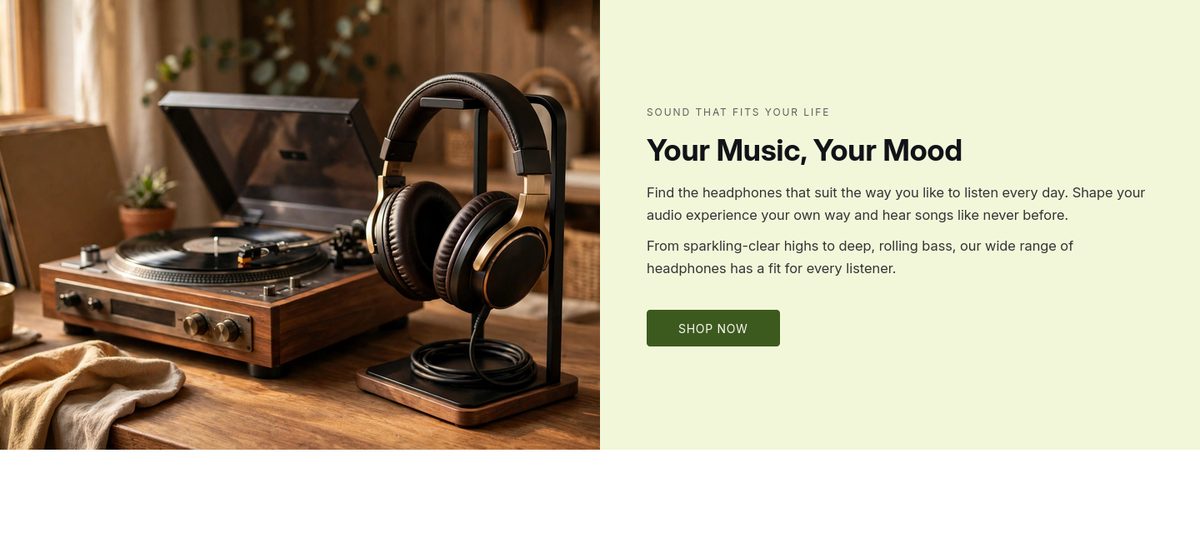 SOUND THAT FITS YOUR LIFE
Your Music, Your Mood
Find the headphones that suit the way you like to listen every day. Shape your
audio experience your own way and hear songs like never before.
From sparkling-clear highs to deep, rolling bass, our wide range of
headphones has a fit for every listener.
SHOP NOW